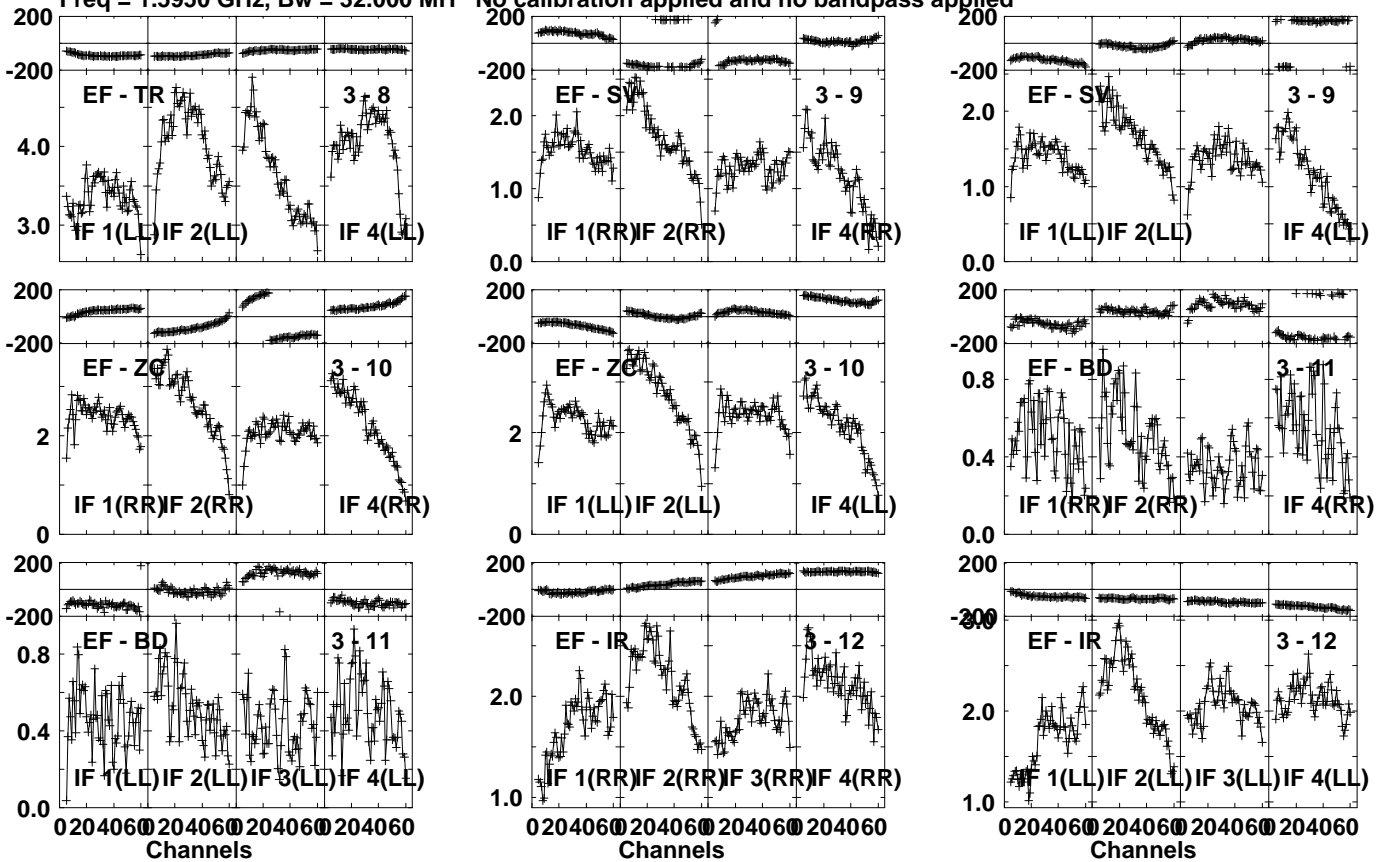 Freq = 1.5950 GHz, Bw = 32.000 MH No calibration applied and no bandpass applied
200
-200
EF - TR 3 - 8
4.0
3.0
IF 1(LL) IF 2(LL) IF 4(LL)
200
-200
EF - SV 3 - 9
2.0
1.0
0.0
IF 1(RR) IF 2(RR) IF 4(RR)
200
-200
EF - SV 3 - 9
2.0
1.0
0.0
IF 1(LL) IF 2(LL) IF 4(LL)
200
-200
EF - ZC 3 - 10
2
0
IF 1(RR) IF 2(RR) IF 4(RR)
200
-200
EF - ZC 3 - 10
2
0
IF 1(LL) IF 2(LL) IF 4(LL)
200
-200
EF - BD 3 - 11
0.8
0.4
0.0
IF 1(RR) IF 2(RR) IF 4(RR)
200
-200
EF - BD 3 - 11
0.8
0.4
0.0
IF 1(LL) IF 2(LL) IF 3(LL) IF 4(LL)
0 20 40 60 0 20 40 60 0 20 40 60 0 20 40 60
Channels
200
-200
EF - IR 3 - 12
2.0
1.0
IF 1(RR) IF 2(RR) IF 3(RR) IF 4(RR)
0 20 40 60 0 20 40 60 0 20 40 60 0 20 40 60
Channels
200
-200
3.0
EF - IR 3 - 12
2.0
1.0
IF 1(LL) IF 2(LL) IF 3(LL) IF 4(LL)
0 20 40 60 0 20 40 60 0 20 40 60 0 20 40 60
Channels